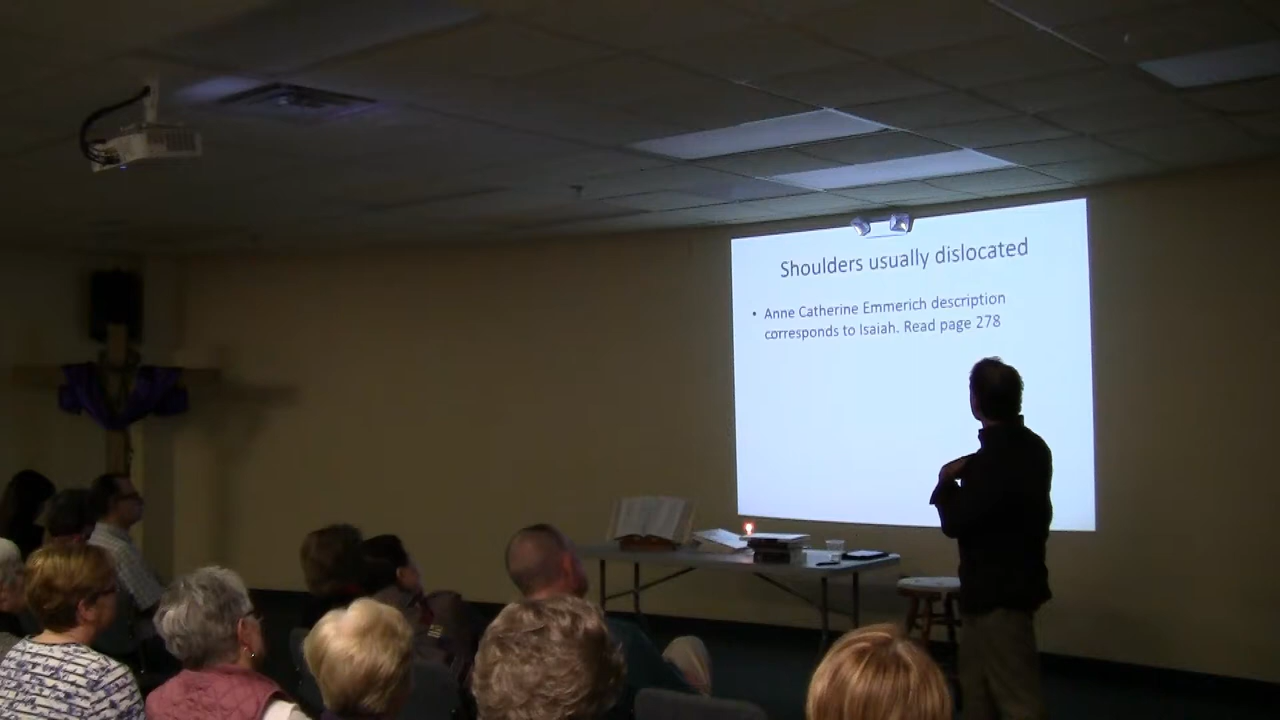 Shoulders usually dislocated
• Anne Catherine Emmerich description
corresponds to Isaiah. Read page 278